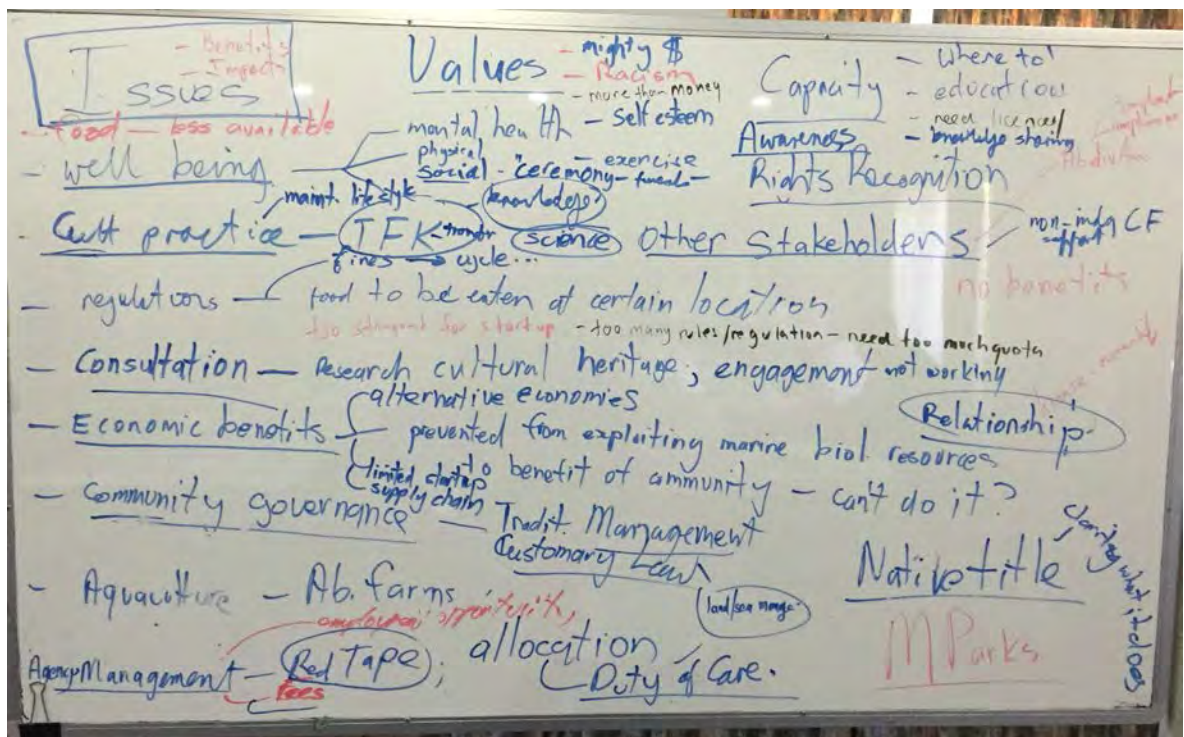 Issues
- Benefits
- Impacts
Values
- mighty $
- Racism
- more than money
Capacity
- Where to'
- education
- need licences/
- knowledge sharing
- Food - less available
- well being
mental health - Self esteem
physical
social - "ceremony - exercise
Awareness
Rights Recognition
maint. lifestyle
- Cult practice - TFK
knowledge
science
Other Stakeholders
non-indg CF
fines → cycle...
no benefits
- regulations - food to be eaten at certain location
- too stringent for startup - too many rules/regulation - need too much quota
- Consultation - Research cultural heritage, engagement not working
alternative economies
- Economic benefits - prevented from exploiting marine biol. resources
to benefit of community - can't do it?
limited startup
supply chain
Relationship
- Community governance - Tradit. Management
Customary Law
land/sea manage.
Native title
what it does
- Aquaculture - Ab. farms
employment opportunity
Agency Management - Red Tape; allocation
Fees
Duty of Care.
M Parks